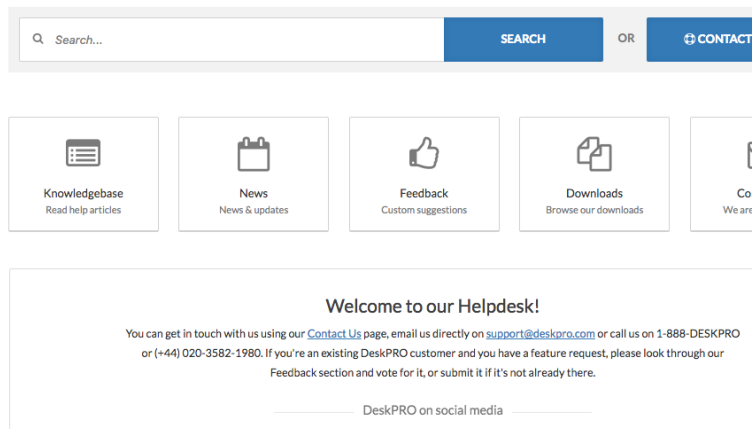 Search...
SEARCH
OR
CONTACT
Knowledgebase
Read help articles
News
News & updates
Feedback
Custom suggestions
Downloads
Browse our downloads
Co
We are
Welcome to our Helpdesk!
You can get in touch with us using our Contact Us page, email us directly on support@deskpro.com or call us on 1-888-DESKPRO
or (+44) 020-3582-1980. If you're an existing DeskPRO customer and you have a feature request, please look through our
Feedback section and vote for it, or submit it if it's not already there.
DeskPRO on social media